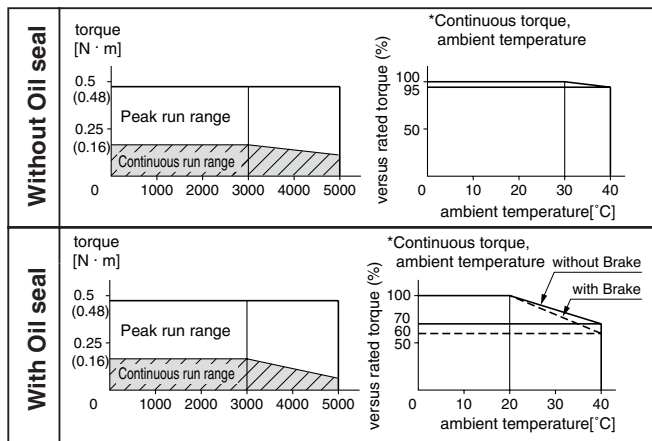 Without Oil seal
torque
[N · m]
0.5
(0.48)
0.25
(0.16)
0
Peak run range
Continuous run range
1000 2000 3000 4000 5000
*Continuous torque,
ambient temperature
versus rated torque (%)
100
95
50
0 10 20 30 40
ambient temperature[˚C]
With Oil seal
torque
[N · m]
0.5
(0.48)
0.25
(0.16)
0
Peak run range
Continuous run range
1000 2000 3000 4000 5000
*Continuous torque,
ambient temperature
without Brake
with Brake
versus rated torque (%)
100
70
60
50
0 10 20 30 40
ambient temperature[˚C]